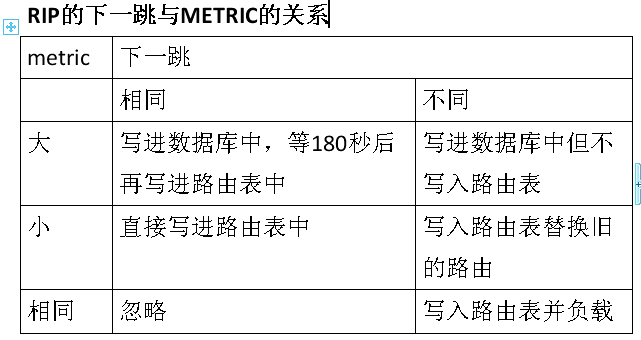 RIP的下一跳与METRIC的关系
metric 下一跳
相同 不同
大 写进数据库中，等180秒后 写进数据库中但不
再写进路由表中 写入路由表
小 直接写进路由表中 写入路由表替换旧
的路由
相同 忽略 写入路由表并负载